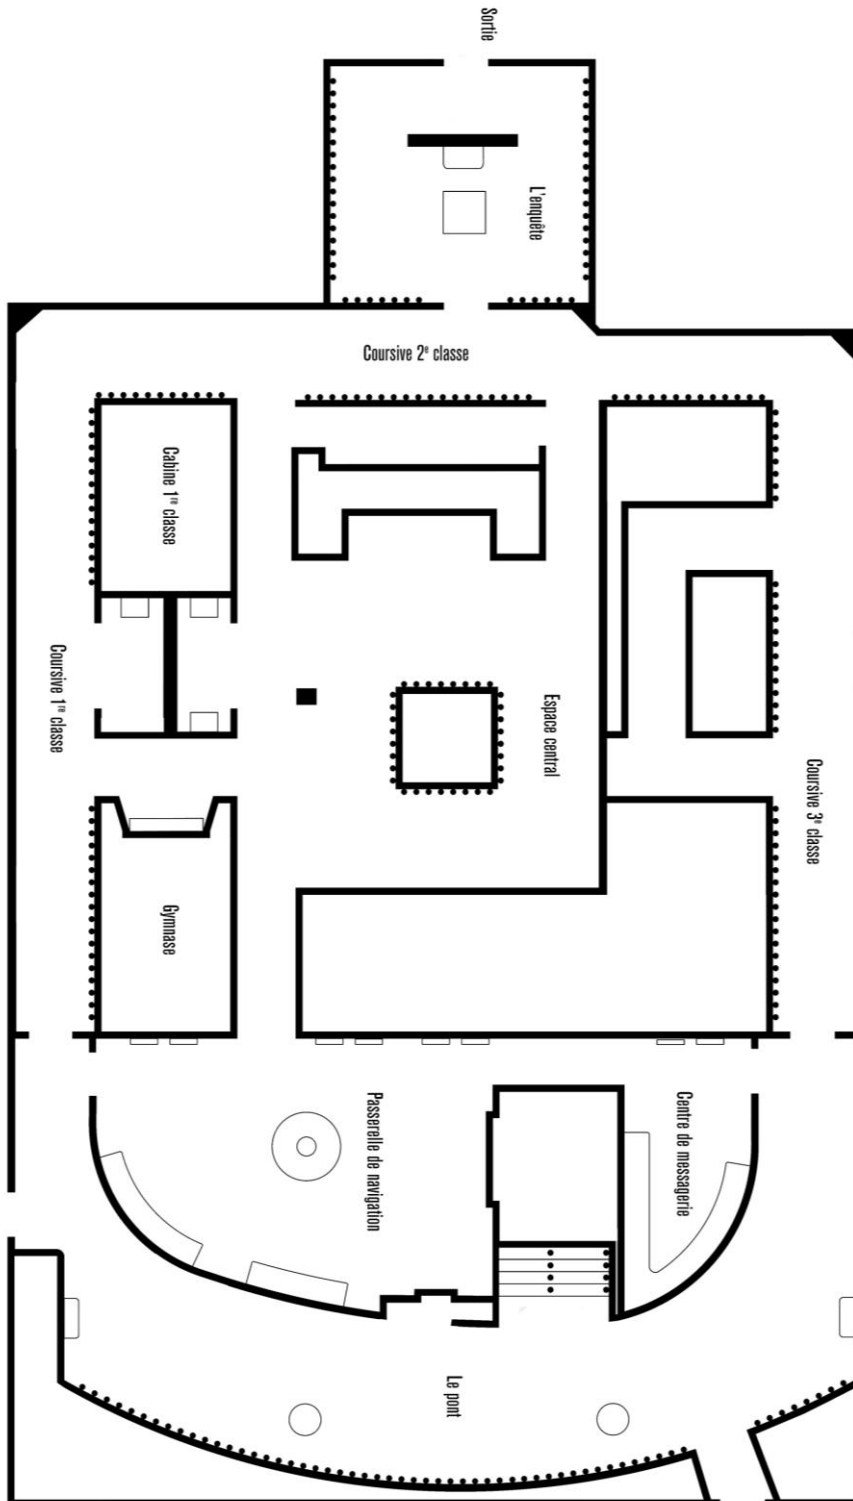 Sortie
L'enquête
Coursive 2e classe
Cabine 1re classe
Coursive 1re classe
Espace central
Coursive 3e classe
Gymnase
Passerelle de navigation
Centre de messagerie
Le pont